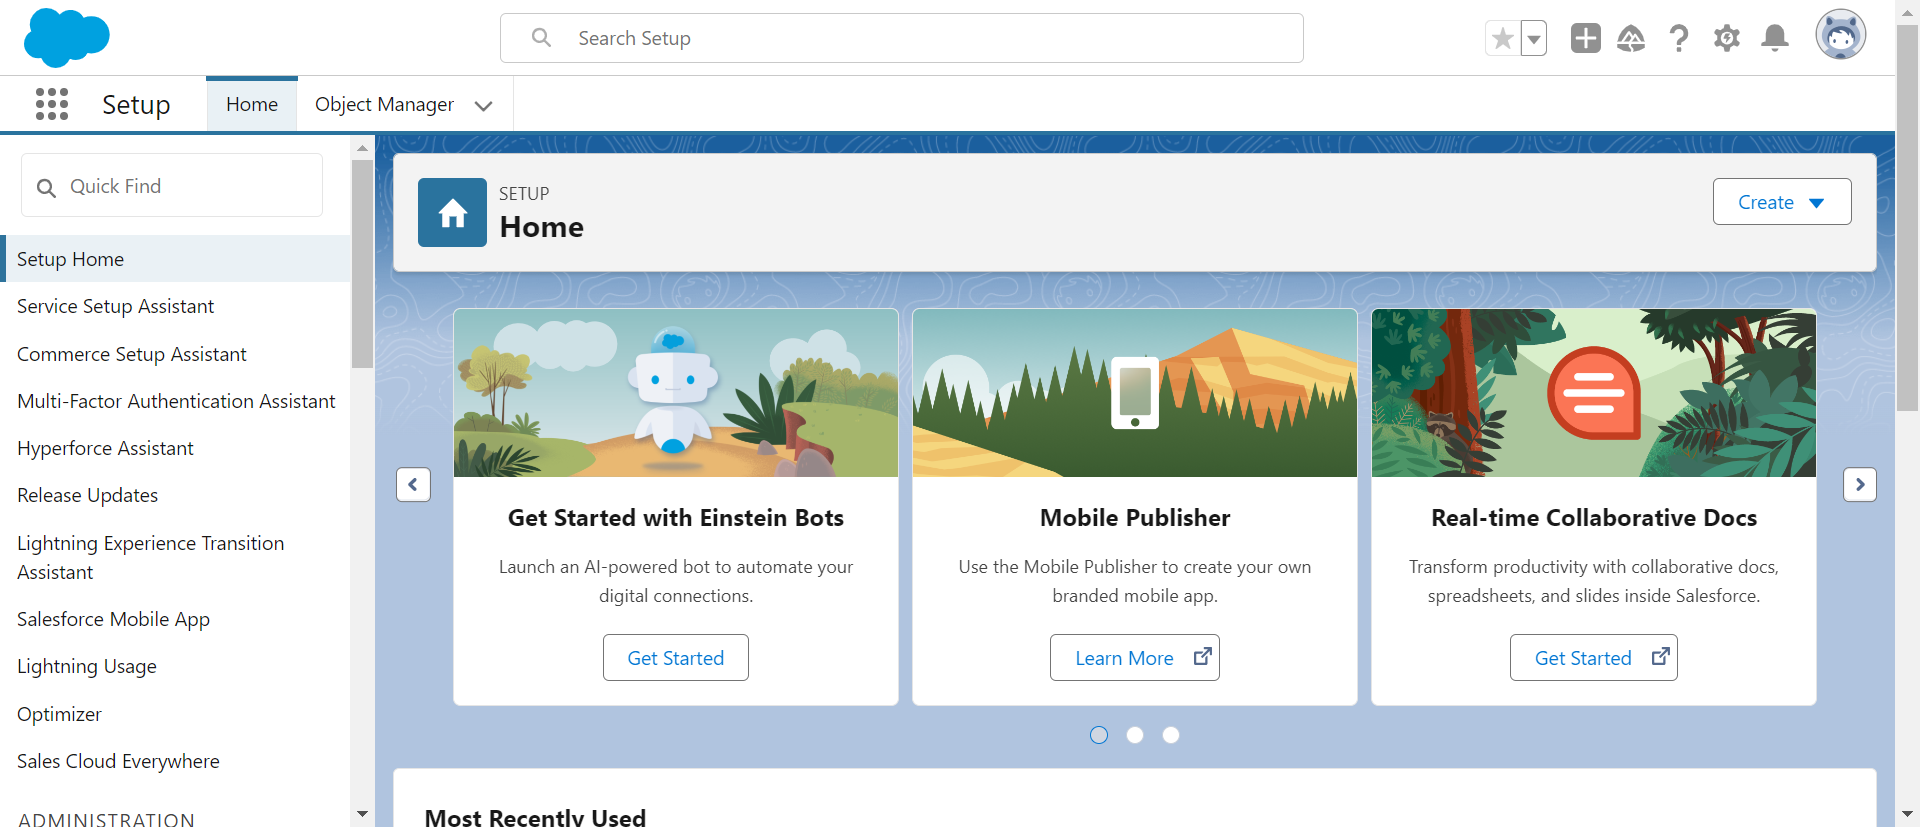 Search Setup
Setup
Home
Object Manager
Quick Find
Setup Home
Service Setup Assistant
Commerce Setup Assistant
Multi-Factor Authentication Assistant
Hyperforce Assistant
Release Updates
Lightning Experience Transition
Assistant
Salesforce Mobile App
Lightning Usage
Optimizer
Sales Cloud Everywhere
ADMINISTRATION
SETUP
Home
Create
Get Started with Einstein Bots
Launch an AI-powered bot to automate your
digital connections.
Get Started
Mobile Publisher
Use the Mobile Publisher to create your own
branded mobile app.
Learn More
Real-time Collaborative Docs
Transform productivity with collaborative docs,
spreadsheets, and slides inside Salesforce.
Get Started
Most Recently Used